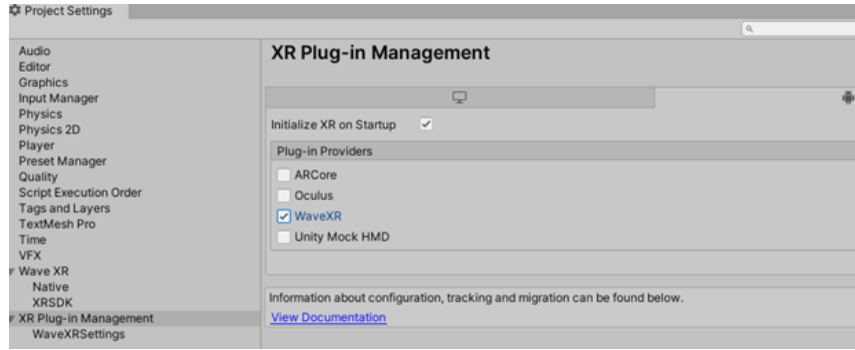 Project Settings
Audio
Editor
Graphics
Input Manager
Physics
Physics 2D
Player
Preset Manager
Quality
Script Execution Order
Tags and Layers
TextMesh Pro
Time
VFX
Wave XR
Native
XRSDK
XR Plug-in Management
WaveXRSettings
XR Plug-in Management
Initialize XR on Startup
Plug-in Providers
ARCore
Oculus
WaveXR
Unity Mock HMD
Information about configuration, tracking and migration can be found below.
View Documentation